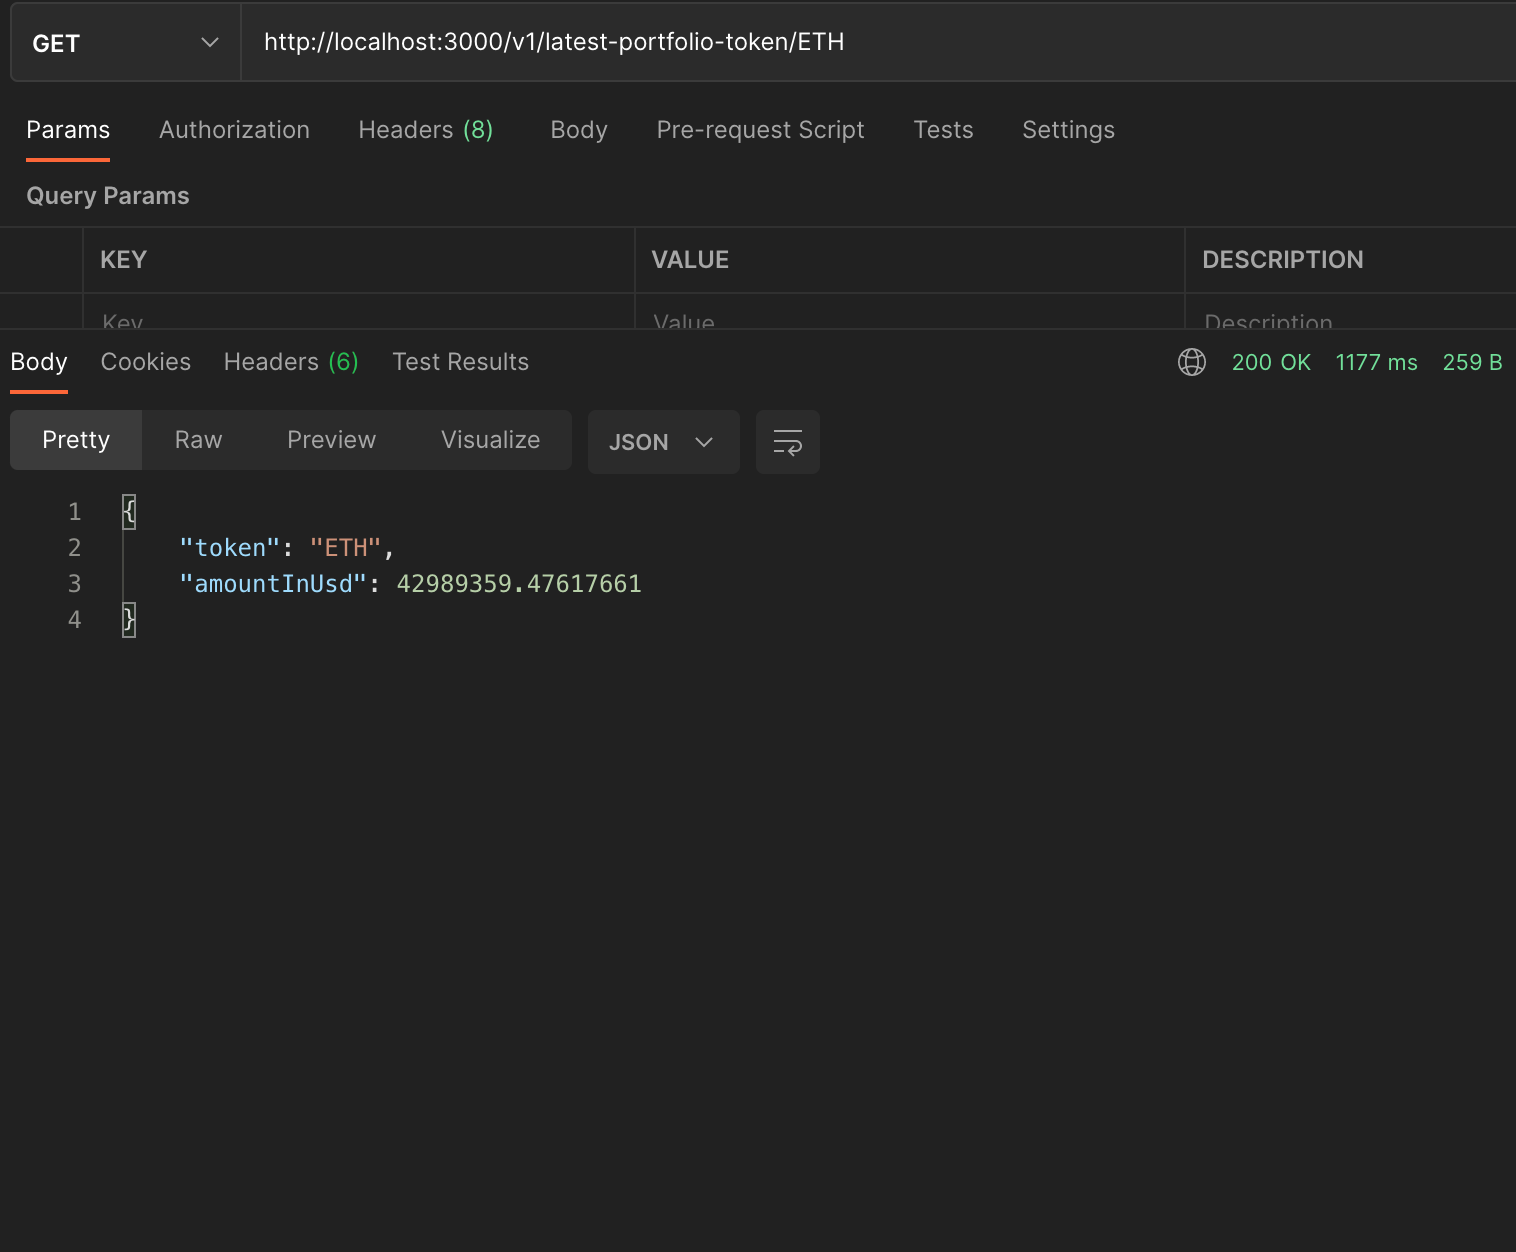 GET http://localhost:3000/v1/latest-portfolio-token/ETH
Params Authorization Headers (8) Body Pre-request Script Tests Settings
Query Params
KEY VALUE DESCRIPTION
Key Value Description
Body Cookies Headers (6) Test Results 200 OK 1177 ms 259 B
Pretty Raw Preview Visualize JSON
1 {
2 "token": "ETH",
3 "amountInUsd": 42989359.47617661
4 }